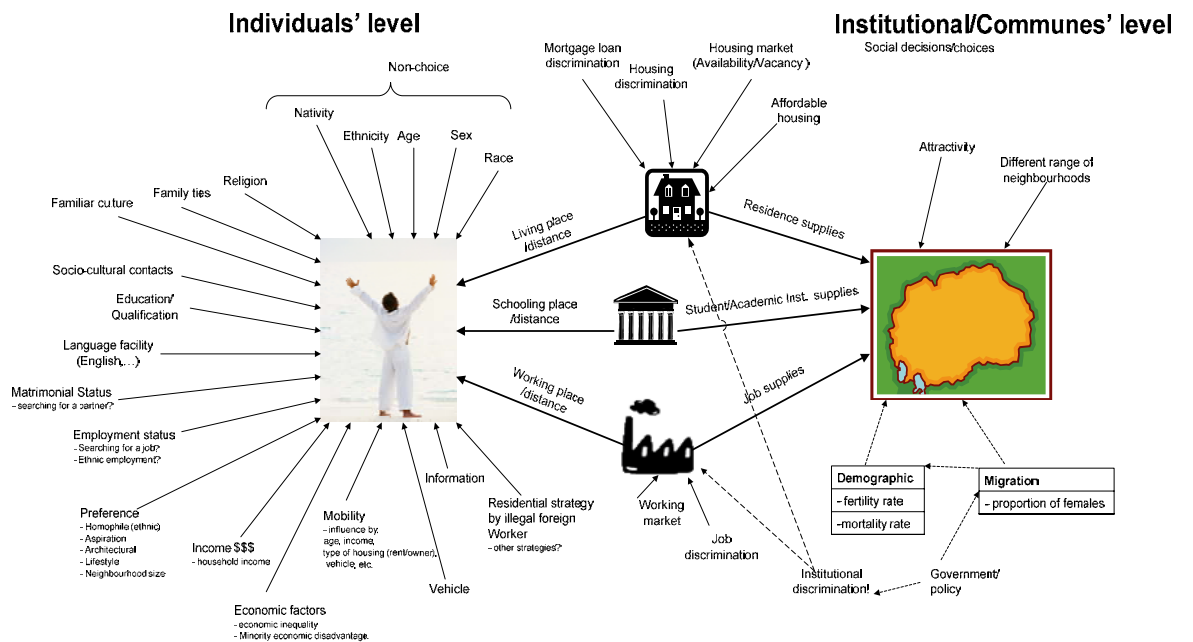 Individuals' level
Institutional/Communes' level
Social decisions/choices
Non-choice
Nativity
Ethnicity
Age
Sex
Race
Religion
Family ties
Familiar culture
Socio-cultural contacts
Education/
Qualification
Language facility
(English,...)
Matrimonial Status
- searching for a partner?
Employment status
- Searching for a job?
- Ethnic employment?
Preference
- Homophile (ethnic)
- Aspiration
- Architectural
- Lifestyle
- Neighbourhood size
Income $$$
- household income
Economic factors
- economic inequality
- Minority economic disadvantage.
Mobility
- influence by
age, income,
type of housing (rent/owner),
vehicle, etc.
Vehicle
Information
Residential strategy
by illegal foreign
Worker
- other strategies?
Mortgage loan
discrimination
Housing
discrimination
Housing market
(Availability/Vacancy)
Affordable
housing
Living place
/distance
Residence supplies
Schooling place
/distance
Student/Academic Inst. supplies
Working place
/distance
Job supplies
Working
market
Job
discrimination
Attractivity
Different range of
neighbourhoods
Demographic
- fertility rate
- mortality rate
Migration
- proportion of females
Institutional
discrimination!
Government/
policy